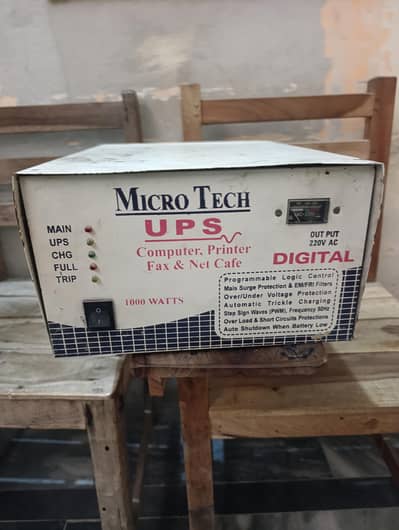 MICRO TECH
UPS
Computer, Printer
Fax & Net Cafe
MAIN
UPS
CHG
FULL
TRIP
1000 WATTS
OUT PUT
220V AC
DIGITAL
Programmable Logic Control
Main Surge Protection & EMI/FRI Filters
Over/Under Voltage Protection
Automatic Trickle Charging
Step Sign Waves (PWM), Frequency 50Hz
Over Load & Short Circuits Protections
Auto Shutdown When Battery Low